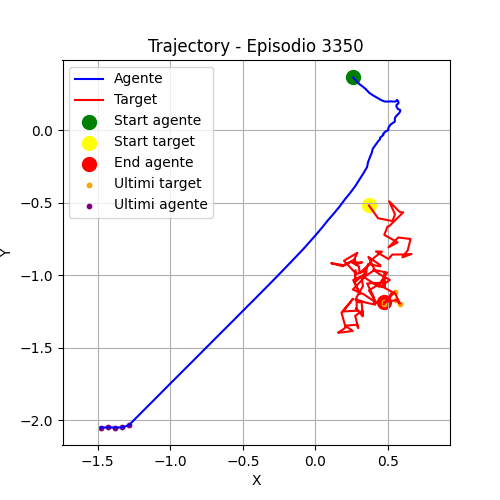 Trajectory - Episodio 3350
Agente
Target
Start agente
Start target
End agente
Ultimi target
Ultimi agente
0.0
−0.5
−1.0
−1.5
−2.0
Y
−1.5
−1.0
−0.5
0.0
0.5
X